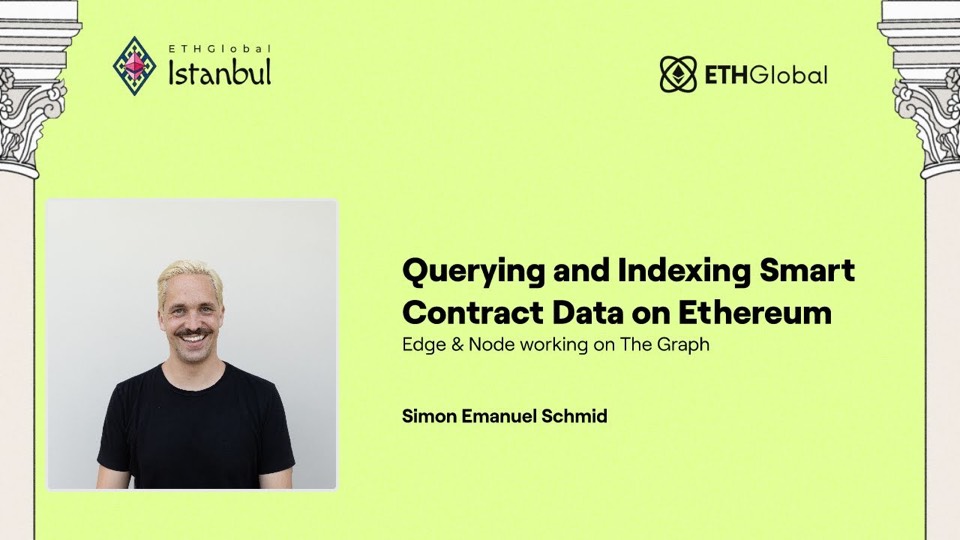 ETHGlobal
Istanbul
ETHGlobal
Querying and Indexing Smart
Contract Data on Ethereum
Edge & Node working on The Graph
Simon Emanuel Schmid